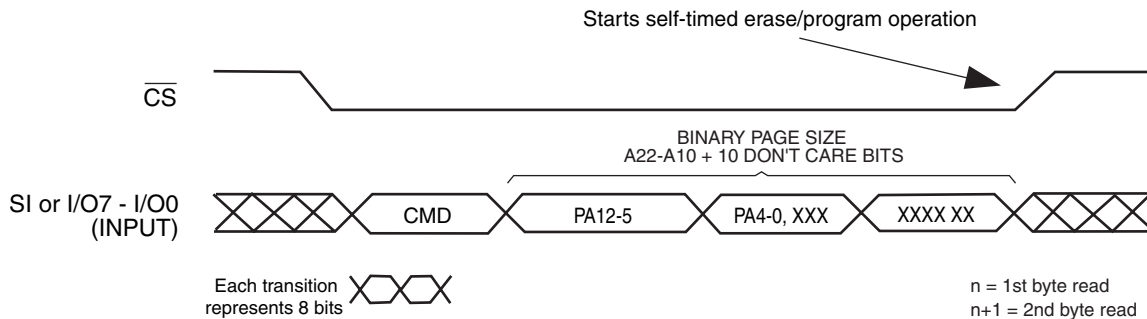 Starts self-timed erase/program operation
CS
BINARY PAGE SIZE
A22-A10 + 10 DON'T CARE BITS
SI or I/O7 - I/O0
(INPUT)
CMD
PA12-5
PA4-0, XXX
XXXX XX
Each transition
represents 8 bits
n = 1st byte read
n+1 = 2nd byte read